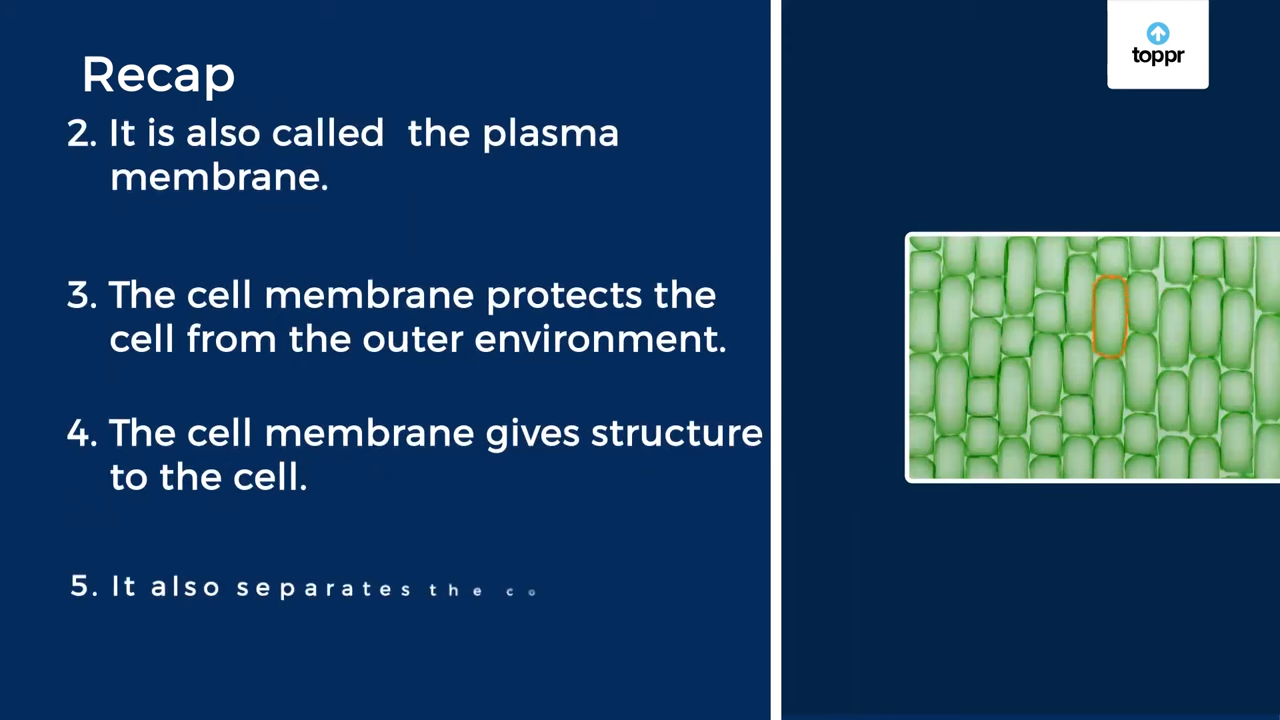 Recap
2. It is also called the plasma
membrane.
3. The cell membrane protects the
cell from the outer environment.
4. The cell membrane gives structure
to the cell.
5. It also separates the co
toppr